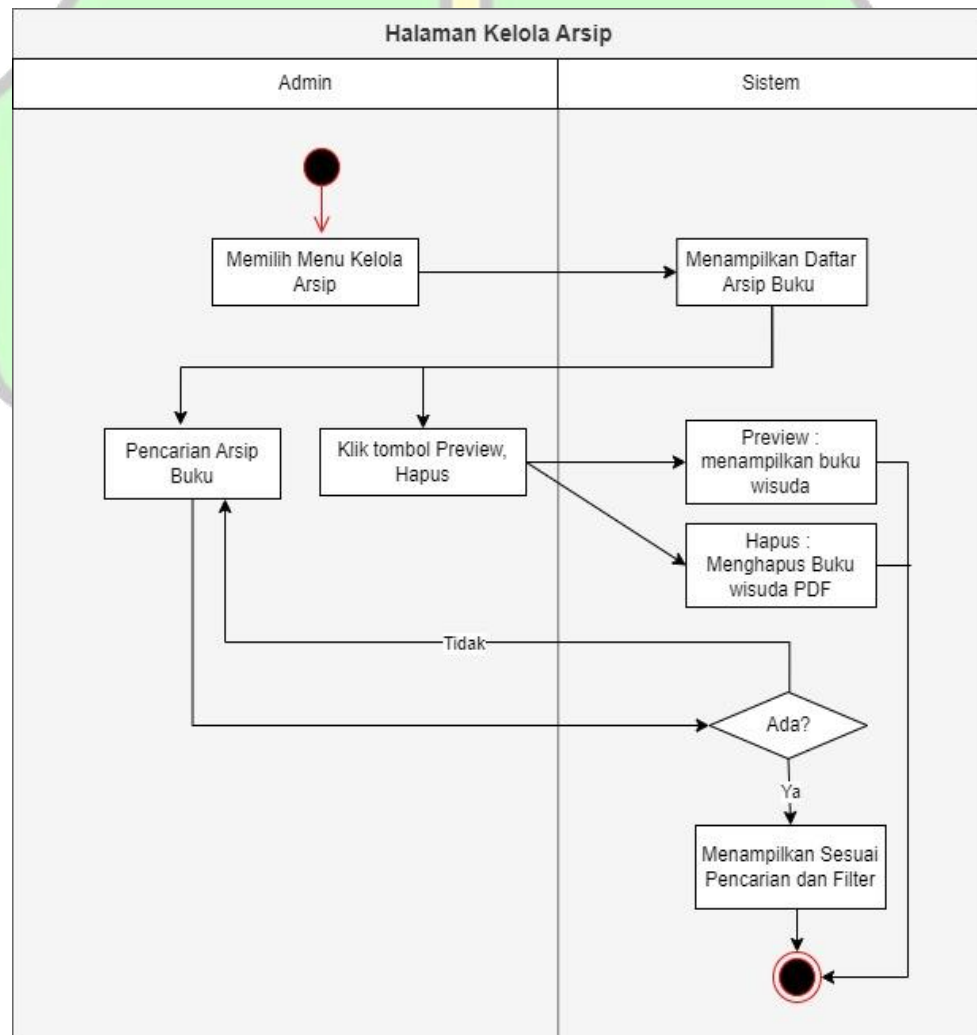 Halaman Kelola Arsip
Admin
Sistem
Memilih Menu Kelola
Arsip
Menampilkan Daftar
Arsip Buku
Pencarian Arsip
Buku
Klik tombol Preview,
Hapus
Preview :
menampilkan buku
wisuda
Hapus :
Menghapus Buku
wisuda PDF
Tidak
Ada?
Ya
Menampilkan Sesuai
Pencarian dan Filter